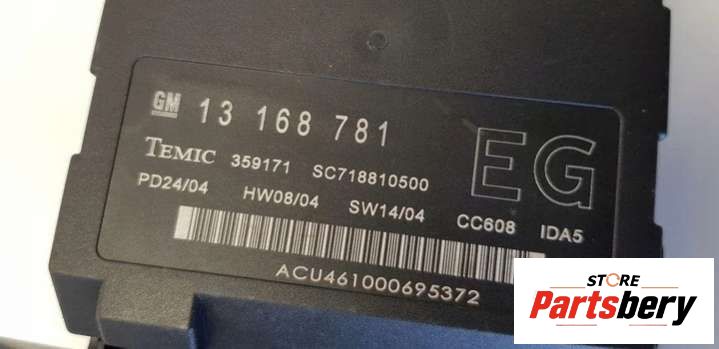 GM 13 168 781
TEMIC 359171 SC718810500 EG
PD24/04 HW08/04 SW14/04 CC608 IDA5
ACU461000695372
STORE
Partsbery